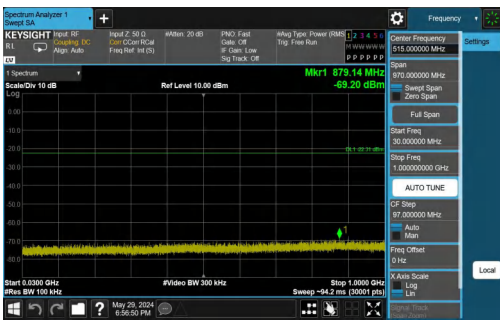 Spectrum Analyzer 1
Swept SA
+
Frequency
KEYSIGHT
RL
Input: RF
Coupling: DC
Align: Auto
Input Z: 50 Ω
Corr CCorr RCal
Freq Ref: Int (S)
#Atten: 20 dB
PNO: Fast
Gate: Off
IF Gain: Low
Sig Track: Off
#Avg Type: Power (RMS
Trig: Free Run
1 2 3 4 5 6
M W W W W W
P P P P P P
LV
1 Spectrum
Scale/Div 10 dB
Log
Ref Level 10.00 dBm
Mkr1 879.14 MHz
-69.20 dBm
0.00
-10.0
-20.0
-30.0
-40.0
-50.0
-60.0
-70.0
-80.0
1
Start 0.0300 GHz
#Res BW 100 kHz
#Video BW 300 kHz
Stop 1.0000 GHz
Sweep ~94.2 ms (30001 pts)
?
May 29, 2024
6:56:50 PM
Center Frequency
515.000000 MHz
Span
970.000000 MHz
Swept Span
Zero Span
Full Span
Start Freq
30.000000 MHz
Stop Freq
1.000000000 GHz
AUTO TUNE
CF Step
97.000000 MHz
Auto
Man
Freq Offset
0 Hz
X Axis Scale
Log
Lin
Signal Track
Settings
Local